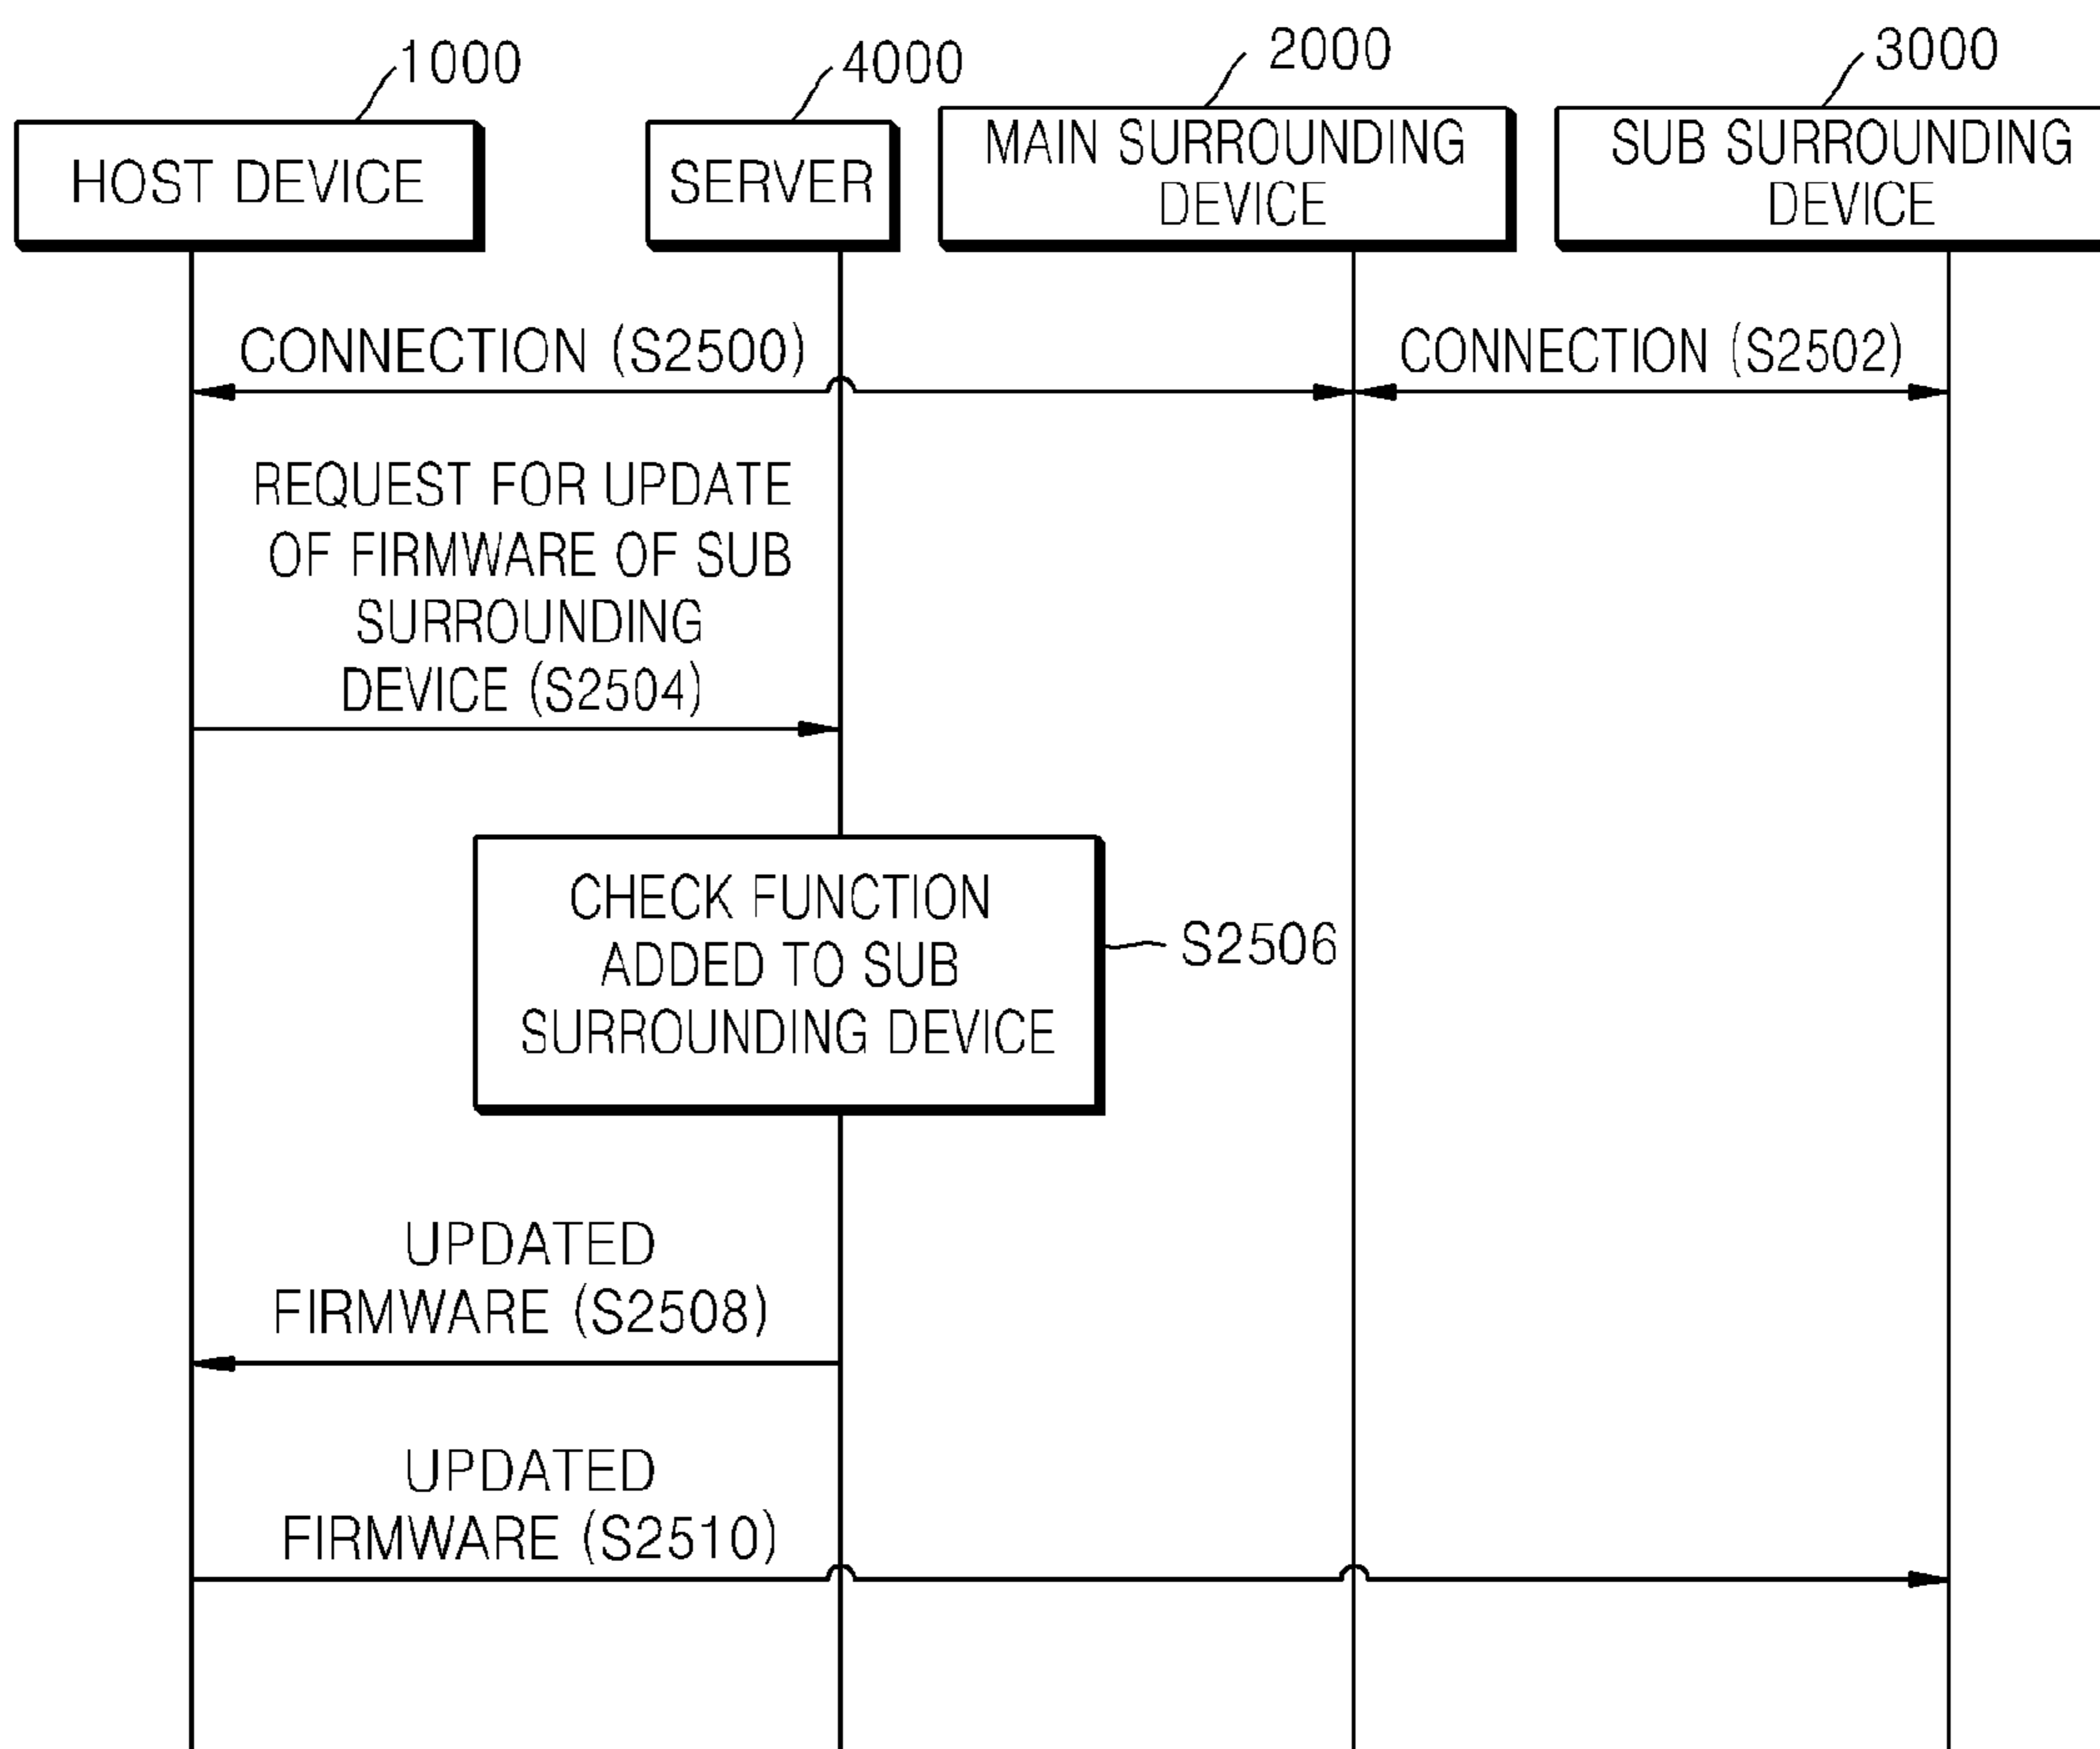 1000
4000
2000
3000
HOST DEVICE
SERVER
MAIN SURROUNDING
DEVICE
SUB SURROUNDING
DEVICE
CONNECTION (S2500)
CONNECTION (S2502)
REQUEST FOR UPDATE
OF FIRMWARE OF SUB
SURROUNDING
DEVICE (S2504)
CHECK FUNCTION
ADDED TO SUB
SURROUNDING DEVICE
S2506
UPDATED
FIRMWARE (S2508)
UPDATED
FIRMWARE (S2510)